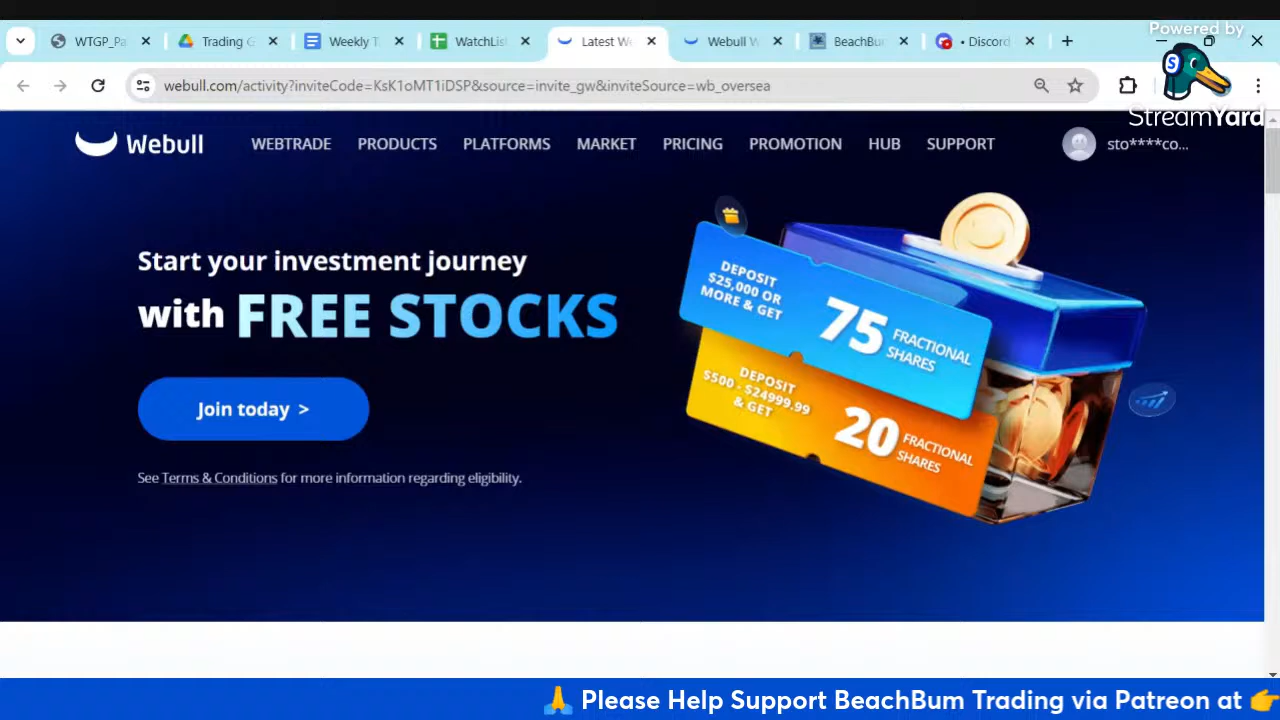 Powered by
StreamYard
WTGP_Pa
Trading G
Weekly T
WatchLis
Latest We
Webull W
BeachBu
• Discord
webull.com/activity?inviteCode=KsK1oMT1iDSh&source=invite_gw&inviteSource=wb_oversea
Webull
WEBTRADE
PRODUCTS
PLATFORMS
MARKET
PRICING
PROMOTION
HUB
SUPPORT
sto****co...
Start your investment journey
with FREE STOCKS
Join today >
See Terms & Conditions for more information regarding eligibility.
DEPOSIT
$25,000 OR
MORE & GET
75 FRACTIONAL
SHARES
DEPOSIT
$500 - $24999.99
& GET
20 FRACTIONAL
SHARES
🙏 Please Help Support BeachBum Trading via Patreon at 👉